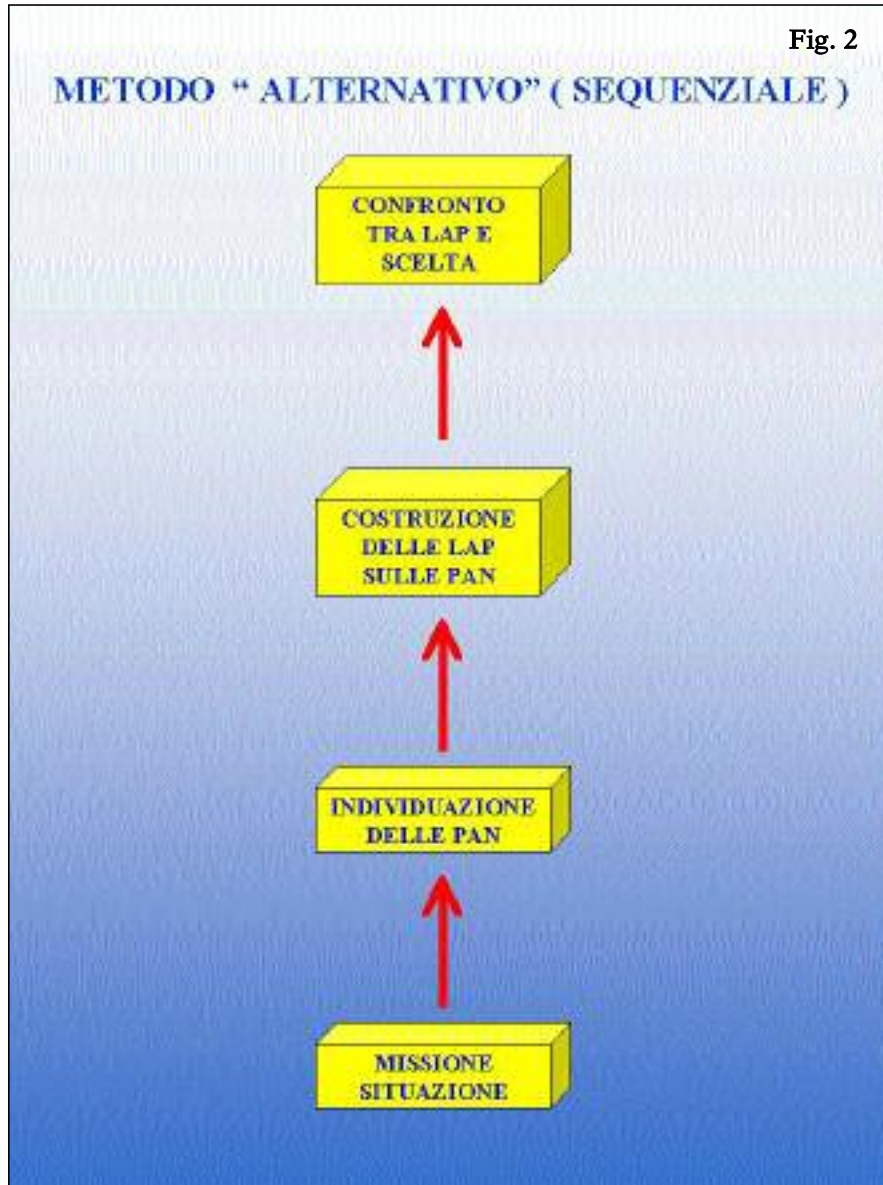 Fig. 2
METODO “ ALTERNATIVO” ( SEQUENZIALE )
CONFRONTO
TRA LAP E
SCELTA
COSTRUZIONE
DELLE LAP
SULLE PAN
INDIVIDUAZIONE
DELLE PAN
MISSIONE
SITUAZIONE